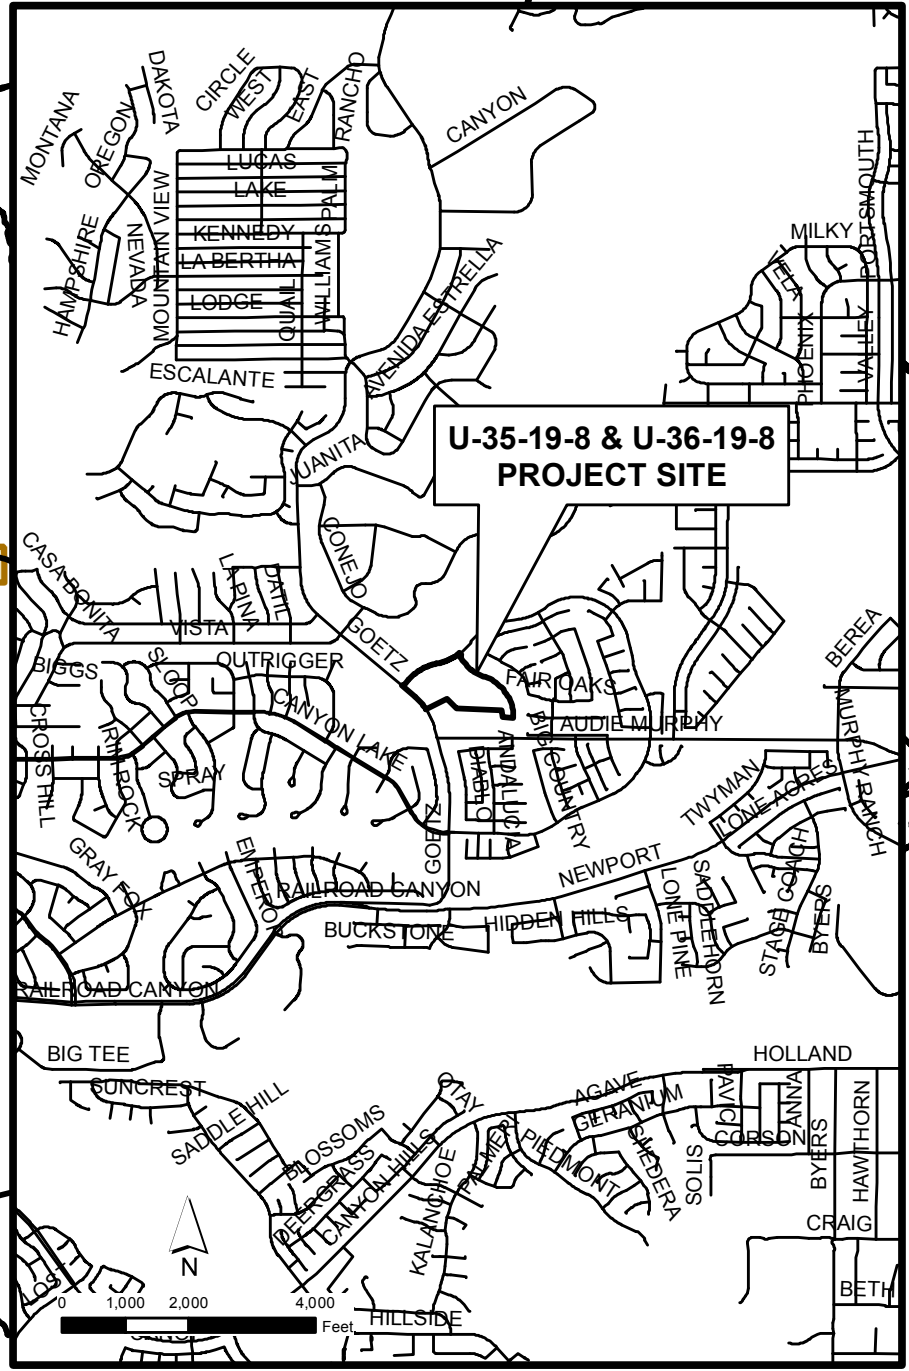 DAKOTA
CIRCLE
WEST
EAST
RANCHO
MONTANA
OREGON
CANYON
LUCAS
LAKE
PALM
PORTSMOUTH
HAMPSHIRE
NEVADA
MOUNTAIN VIEW
KENNEDY
LA BERTHA
LODGE
QUAIL
WILLIAMS
MILKY
VELA
PHOENIX
VALLEY
AVENIDA ESTRELLA
ESCALANTE
JUANITA
U-35-19-8 & U-36-19-8
PROJECT SITE
CONEJO
CASA BONITA
LA PINA
DATIL
VISTA
GOETZ
BIGGS
SLOOP
OUTRIGGER
CANYON LAKE
FAIR OAKS
BEREA
CROSS HILL
RIM ROCK
SPRAY
AUDIE MURPHY
BIG COUNTRY
ANDALUCIA
DIABLO
GOETZ
MURPHY RANCH
TWYMAN
LONE ACRES
GRAY FOX
EMPEROR
RAILROAD CANYON
NEWPORT
BUCKSTONE
HIDDEN HILLS
LONE PINE
SADDLEHORN
STAGE COACH
BYERS
RAILROAD CANYON
BIG TEE
HOLLAND
SUNCREST
SADDLE HILL
BLOSSOMS
DEERGRASS
CANYON HILLS
OTAY
KALANCHOE
PALMERY
PIEDMONT
AGAVE
GERANIUM
SHEDERA
SOLIS
PAVICI
CORSON
ANNA
BYERS
HAWTHORN
CRAIG
BETH
N
LOST
0 1,000 2,000 4,000
Feet
HILLSIDE